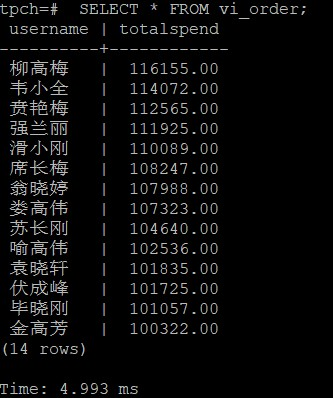 tpch=#  SELECT * FROM vi_order;
 username | totalspend
----------+------------
 柳高梅   |  116155.00
 韦小全   |  114072.00
 贲艳梅   |  112565.00
 强兰丽   |  111925.00
 滑小刚   |  110089.00
 席长梅   |  108247.00
 翁晓婷   |  107988.00
 娄高伟   |  107323.00
 苏长刚   |  104640.00
 喻高伟   |  102536.00
 袁晓轩   |  101835.00
 伏成峰   |  101725.00
 毕晓刚   |  101057.00
 金高芳   |  100322.00
(14 rows)
Time: 4.993 ms